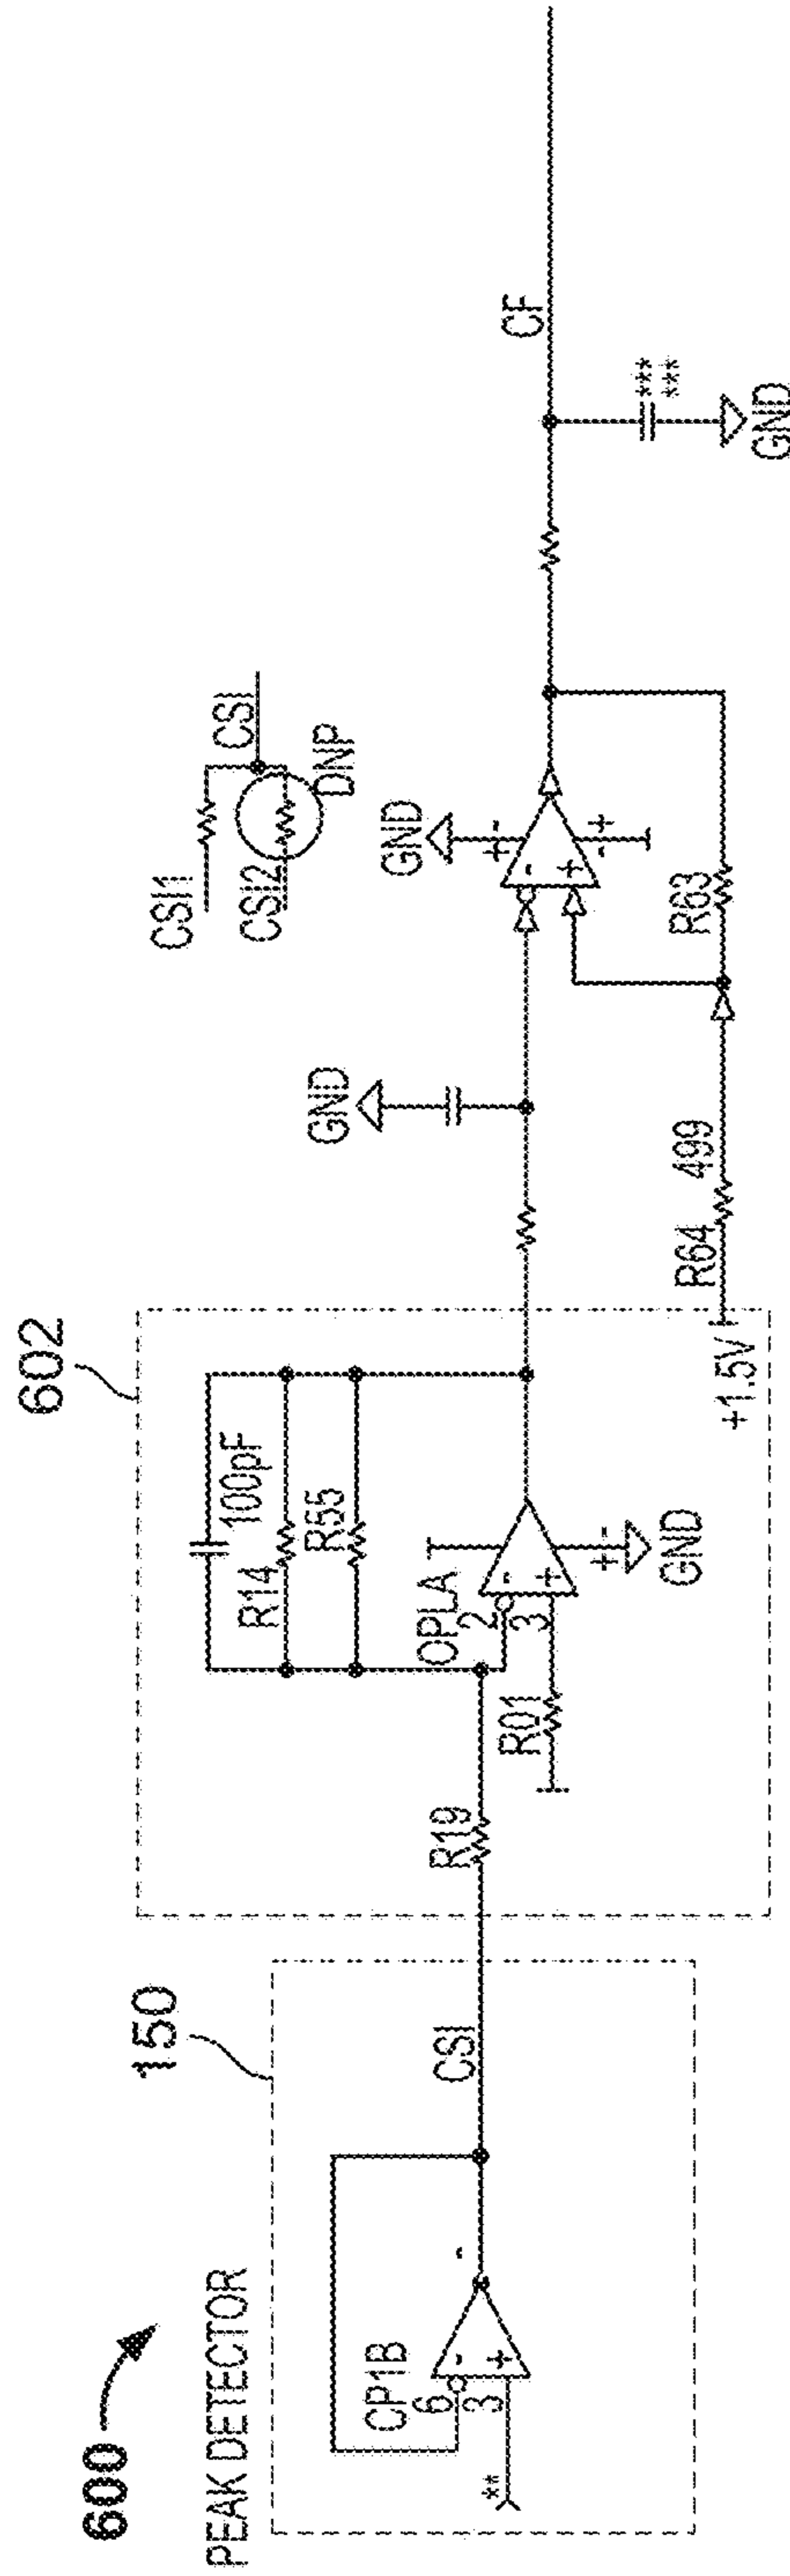 600
PEAK DETECTOR
150
CP1B
6
3
-
+
**
-
CSI
602
100pF
R14
R55
R19
OPLA
2
3
-
+
R01
+-
GND
+1.5V
R64
499
GND
CSI1
CSI2
CSI
DNP
GND
+-
-
+
-+
R63
CF
***
***
GND